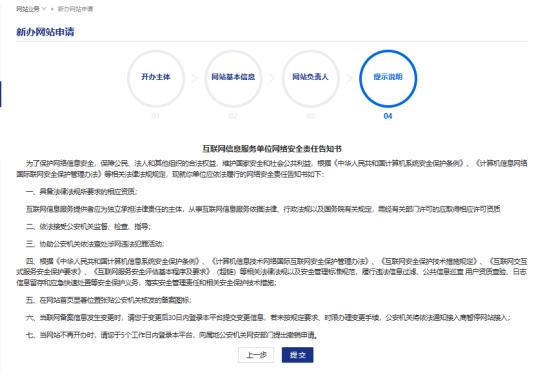 网站业务 > 新办网站申请
新办网站申请
开办主体
网站基本信息
网站负责人
提示说明
01
02
03
04
互联网信息服务单位网络安全责任告知书
为了保护网络信息安全，保障公民、法人和其他组织的合法权益，维护国家安全和社会公共利益，根据《中华人民共和国计算机系统安全保护条例》、《计算机信息网络
国际联网安全保护管理办法》等相关法律法规规定，现就你单位应依法履行的网络安全责任告知书如下：
一、具备法律法规所要求的相应资质；
互联网信息服务提供者应为独立承担法律责任的主体，从事互联网信息服务依据法律、行政法规以及国务院有关规定，需经有关部门许可的应取得相应许可资质
二、依法接受公安机关监督、检查、指导；
三、协助公安机关依法查处涉网违法犯罪活动；
四、根据《中华人民共和国计算机信息系统安全保护条例》、《计算机信息技术网络国际互联网安全保护管理办法》、《互联网安全保护技术措施规定》、《互联网交互
式服务安全保护要求》、《互联网服务安全评估基本程序及要求》（超链）等相关法律法规以及安全管理标准规范，履行违法信息过滤、公共信息巡查 用户资质查验、日志
信息留存和应急快速处置等安全保护义务，落实安全管理责任和相关安全保护技术措施；
五、在网站首页显著位置张贴公安机关核发的备案图标；
六、当联网备案信息发生变更时，请您于变更后30日内登录本平台提交变更信息，若未按规定要求、时限办理变更手续，公安机关将依法通知接入商暂停网站接入；
七、当网站不再开办时，请您于5个工作日内登录本平台，向属地公安机关网安部门提出撤销申请。
上一步 提交